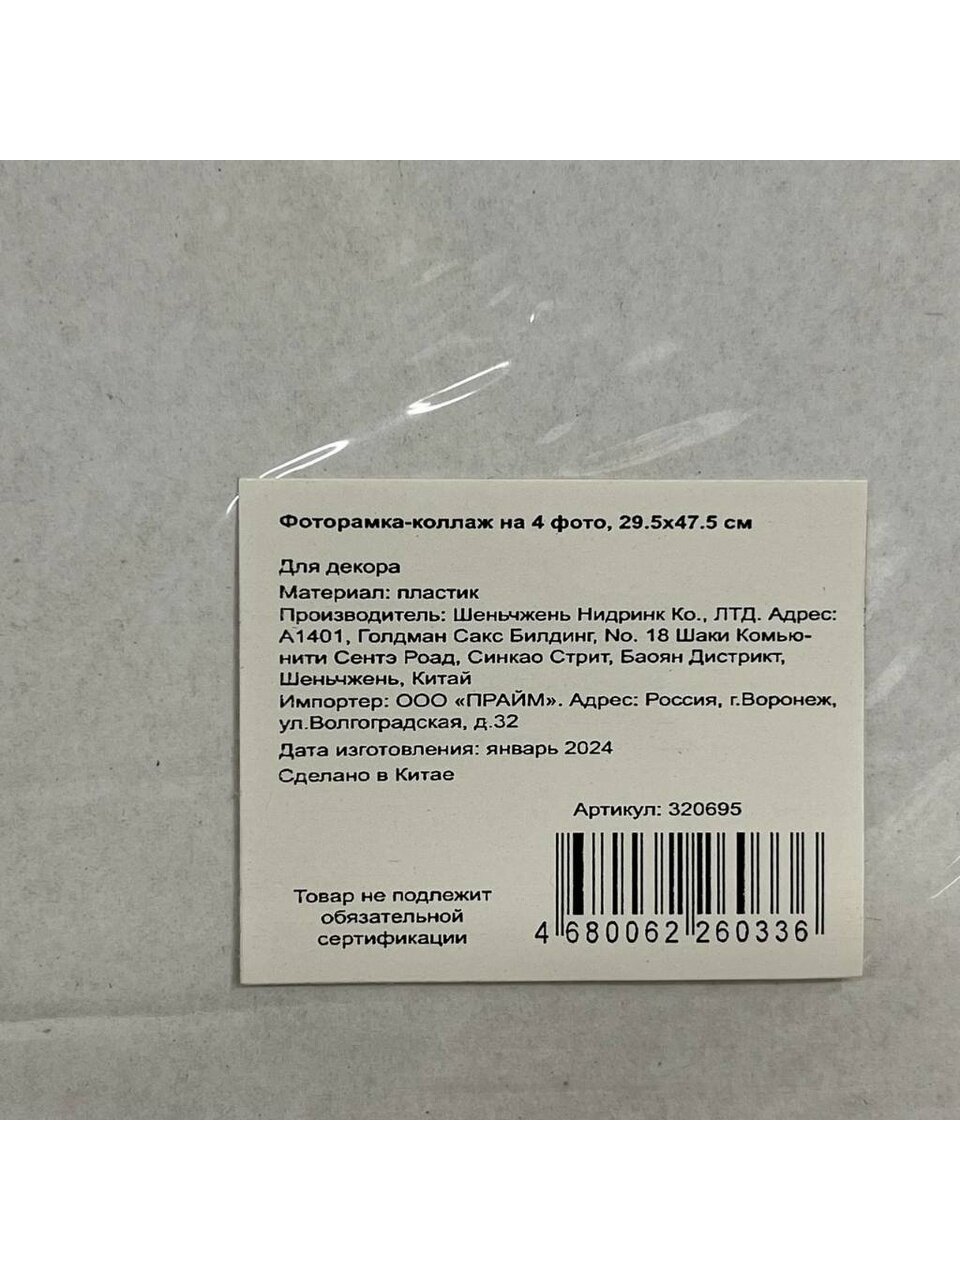 Фоторамка-коллаж на 4 фото, 29.5х47.5 см
Для декора
Материал: пластик
Производитель: Шеньчжень Нидринк Ко., ЛТД. Адрес:
А1401, Голдман Сакс Билдинг, No. 18 Шаки Комью-
нити Сентэ Роад, Синкао Стрит, Баоян Дистрикт,
Шеньчжень, Китай
Импортер: ООО «ПРАЙМ». Адрес: Россия, г.Воронеж,
ул.Волгоградская, д.32
Дата изготовления: январь 2024
Сделано в Китае
Артикул: 320695
Товар не подлежит
обязательной
сертификации
4 680062 260336